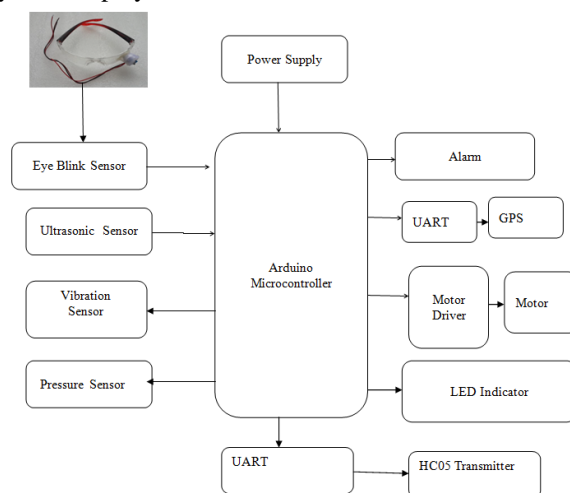 Power Supply
Eye Blink Sensor
Alarm
Ultrasonic Sensor
UART
GPS
Arduino
Microcontroller
Vibration
Sensor
Motor
Driver
Motor
Pressure Sensor
LED Indicator
UART
HC05 Transmitter